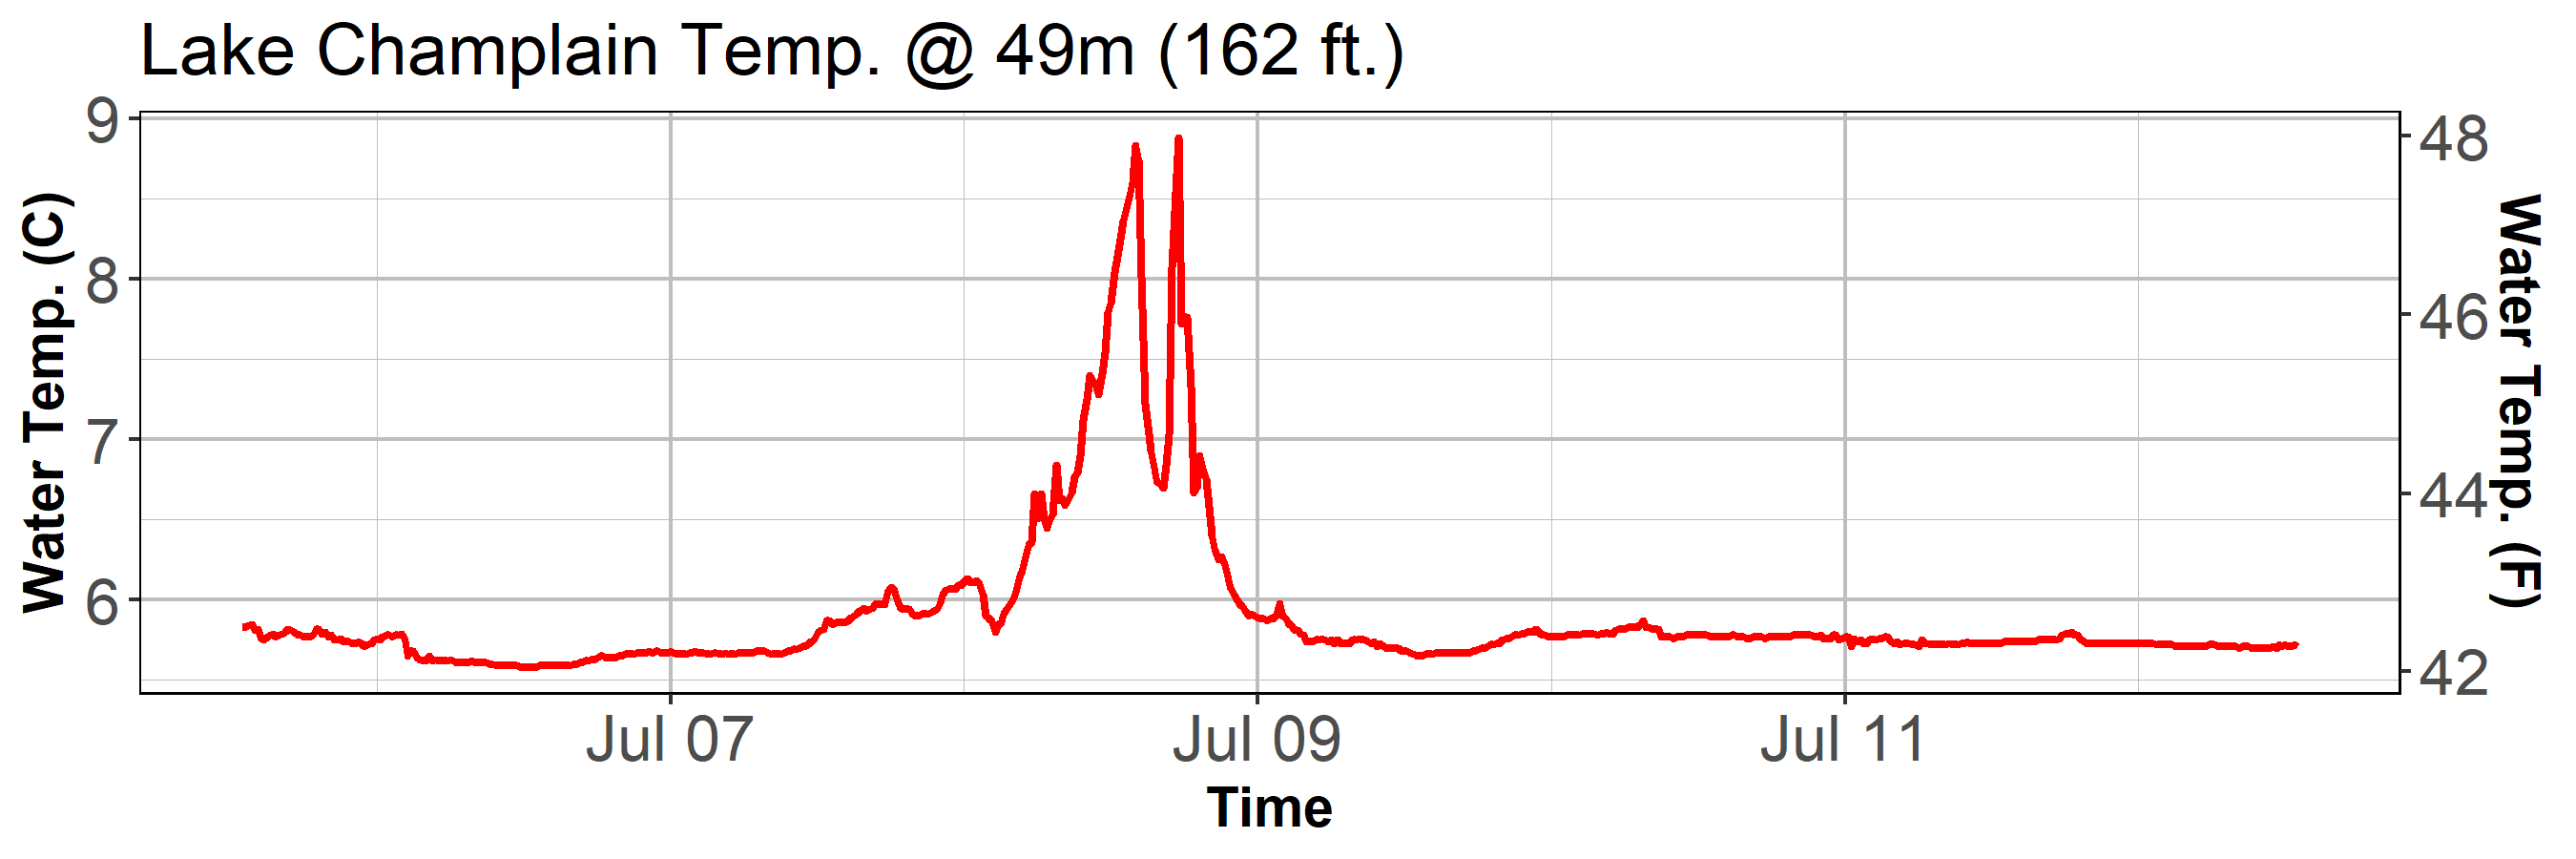 Lake Champlain Temp. @ 49m (162 ft.)
Water Temp. (C)
9
8
7
6
48
46
44
42
Water Temp. (F)
Jul 07
Jul 09
Jul 11
Time